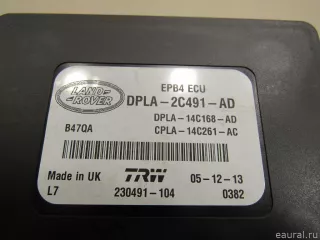 EPB4 ECU
LAND ROVER
DPLA-2C491-AD
DPLA-14C168-AD
B47QA
CPLA-14C261-AC
Made in UK
TRW
05-12-13
L7
230491-104
0382
eaural.ru